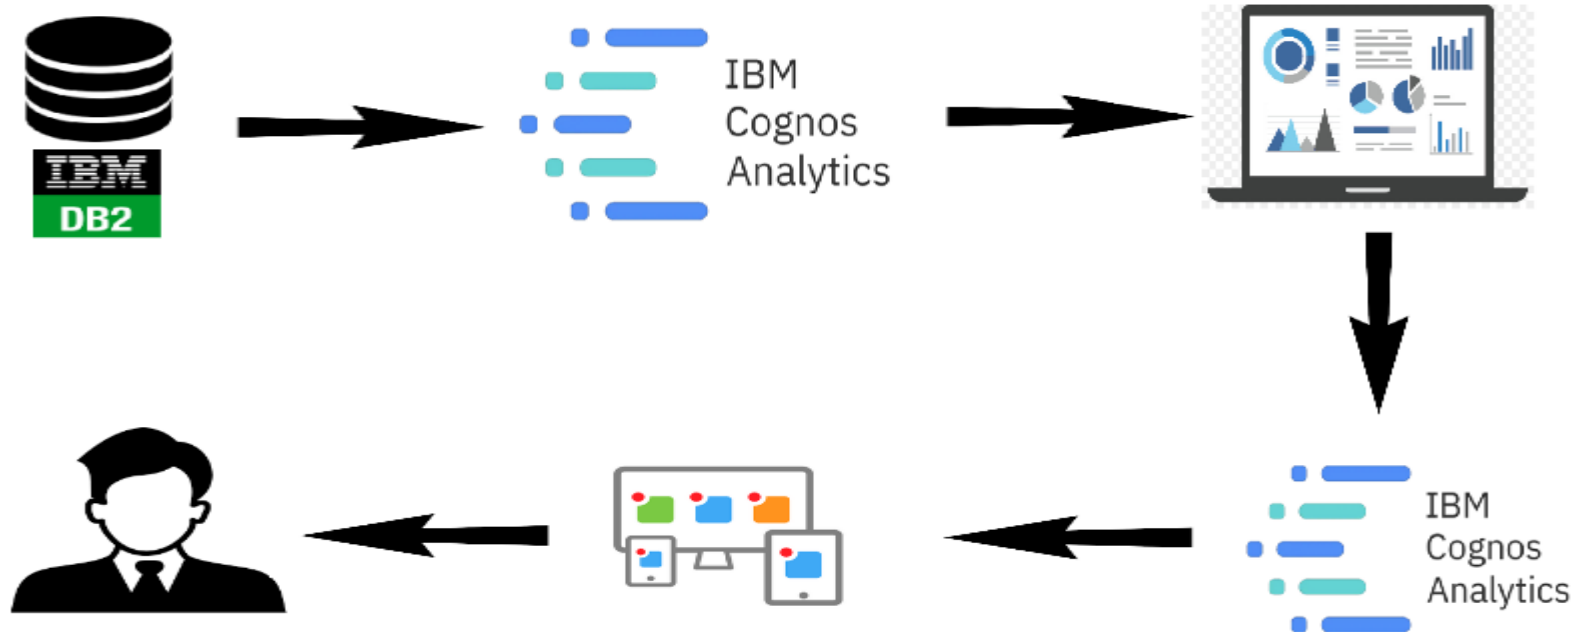 IBM
Cognos
Analytics
IBM
DB2
IBM
Cognos
Analytics